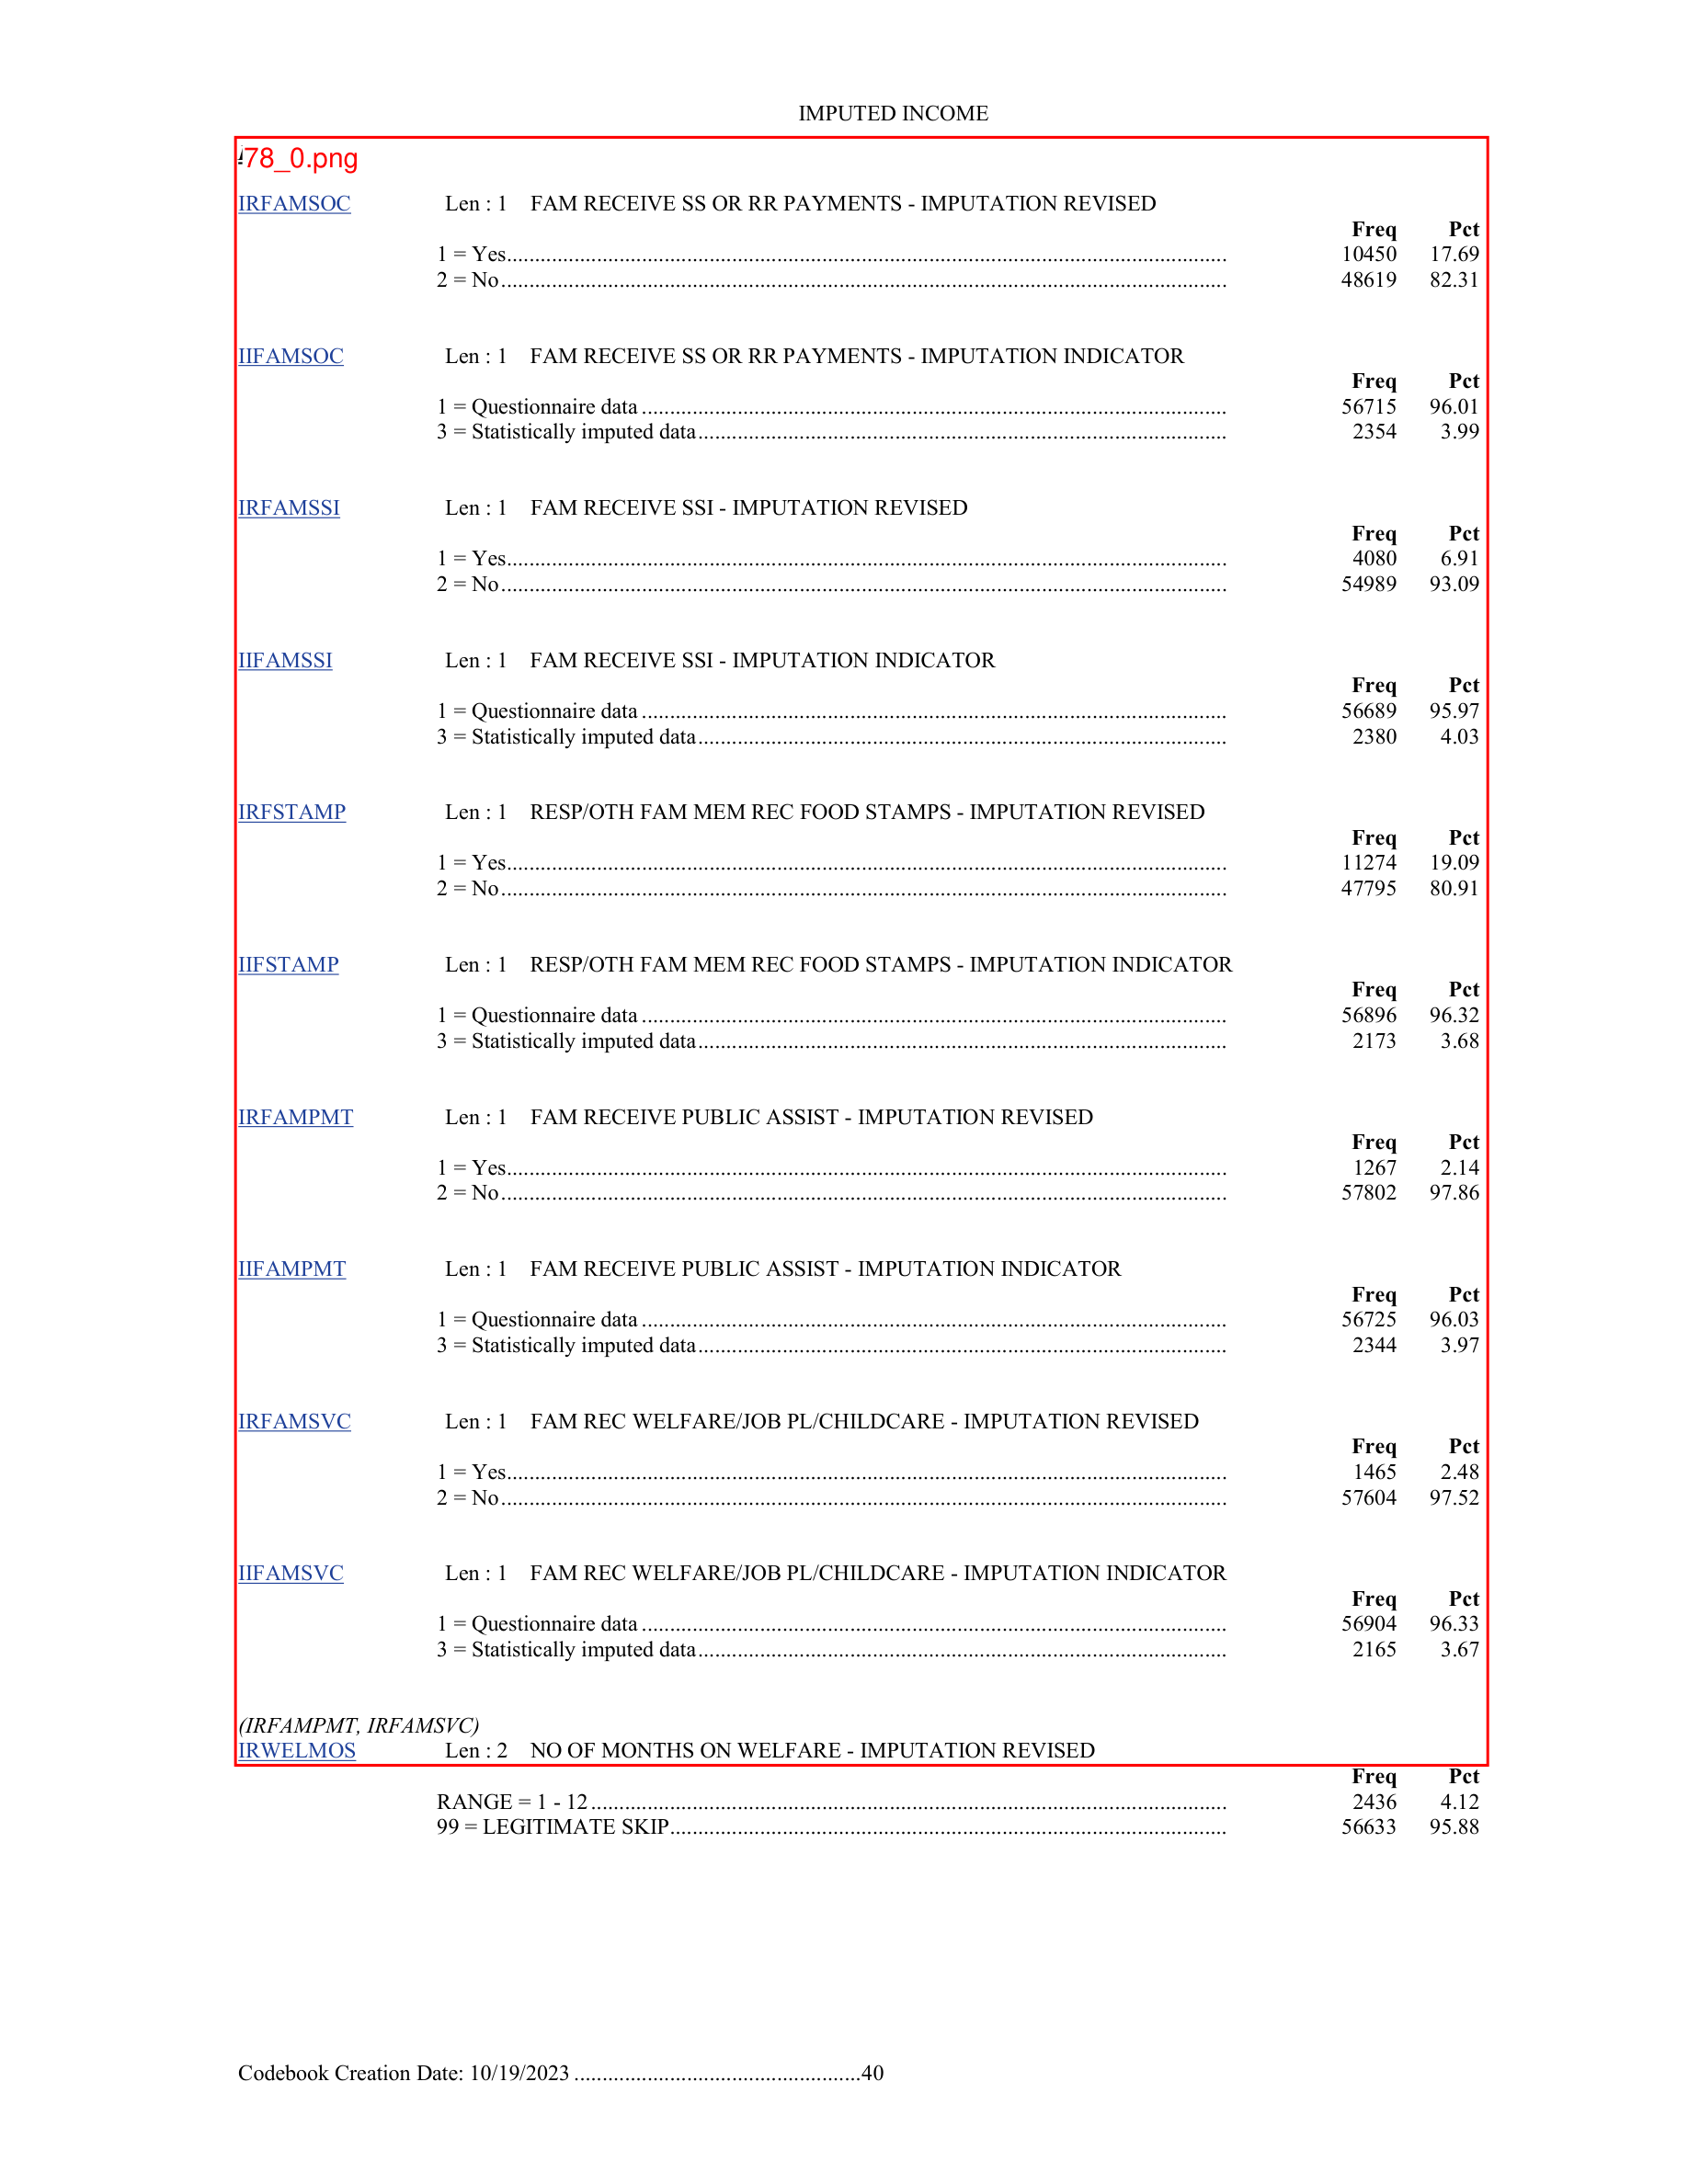 IMPUTED INCOME
78_0.png
IRFAMSOC Len : 1 FAM RECEIVE SS OR RR PAYMENTS - IMPUTATION REVISED
Freq Pct
1 = Yes 10450 17.69
2 = No 48619 82.31
IIFAMSOC Len : 1 FAM RECEIVE SS OR RR PAYMENTS - IMPUTATION INDICATOR
Freq Pct
1 = Questionnaire data 56715 96.01
3 = Statistically imputed data 2354 3.99
IRFAMSSI Len : 1 FAM RECEIVE SSI - IMPUTATION REVISED
Freq Pct
1 = Yes 4080 6.91
2 = No 54989 93.09
IIFAMSSI Len : 1 FAM RECEIVE SSI - IMPUTATION INDICATOR
Freq Pct
1 = Questionnaire data 56689 95.97
3 = Statistically imputed data 2380 4.03
IRFSTAMP Len : 1 RESP/OTH FAM MEM REC FOOD STAMPS - IMPUTATION REVISED
Freq Pct
1 = Yes 11274 19.09
2 = No 47795 80.91
IIFSTAMP Len : 1 RESP/OTH FAM MEM REC FOOD STAMPS - IMPUTATION INDICATOR
Freq Pct
1 = Questionnaire data 56896 96.32
3 = Statistically imputed data 2173 3.68
IRFAMPMT Len : 1 FAM RECEIVE PUBLIC ASSIST - IMPUTATION REVISED
Freq Pct
1 = Yes 1267 2.14
2 = No 57802 97.86
IIFAMPMT Len : 1 FAM RECEIVE PUBLIC ASSIST - IMPUTATION INDICATOR
Freq Pct
1 = Questionnaire data 56725 96.03
3 = Statistically imputed data 2344 3.97
IRFAMSVC Len : 1 FAM REC WELFARE/JOB PL/CHILDCARE - IMPUTATION REVISED
Freq Pct
1 = Yes 1465 2.48
2 = No 57604 97.52
IIFAMSVC Len : 1 FAM REC WELFARE/JOB PL/CHILDCARE - IMPUTATION INDICATOR
Freq Pct
1 = Questionnaire data 56904 96.33
3 = Statistically imputed data 2165 3.67
(IRFAMPMT, IRFAMSVC)
IRWELMOS Len : 2 NO OF MONTHS ON WELFARE - IMPUTATION REVISED
Freq Pct
RANGE = 1 - 12 2436 4.12
99 = LEGITIMATE SKIP 56633 95.88
Codebook Creation Date: 10/19/2023 40